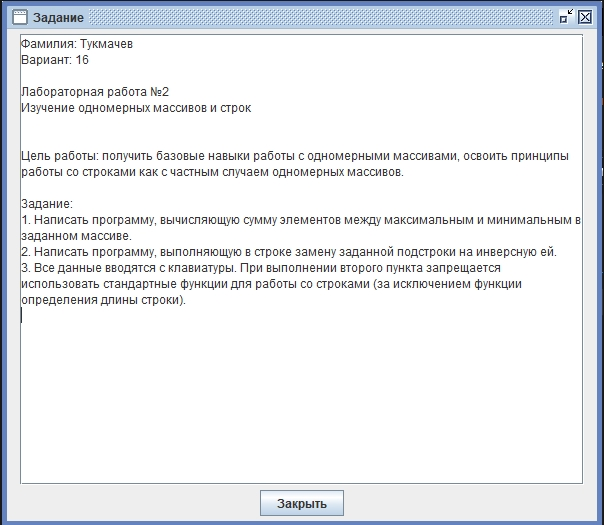 Задание
Фамилия: Тукмачев
Вариант: 16
Лабораторная работа №2
Изучение одномерных массивов и строк
Цель работы: получить базовые навыки работы с одномерными массивами, освоить принципы
работы со строками как с частным случаем одномерных массивов.
Задание:
1. Написать программу, вычисляющую сумму элементов между максимальным и минимальным в
заданном массиве.
2. Написать программу, выполняющую в строке замену заданной подстроки на инверсную ей.
3. Все данные вводятся с клавиатуры. При выполнении второго пункта запрещается
использовать стандартные функции для работы со строками (за исключением функции
определения длины строки).
Закрыть